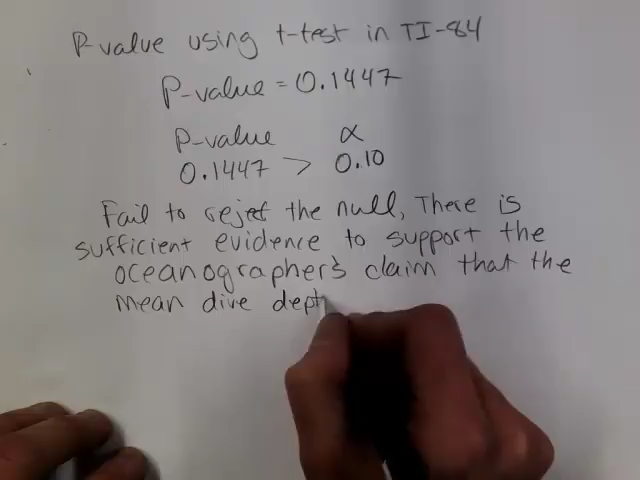 P-value using t-test in TI-84
P-value = 0.1447
P-value α
0.1447 > 0.10
Fail to reject the null, There is
sufficient evidence to support the
oceanographer's claim that the
mean dive dept